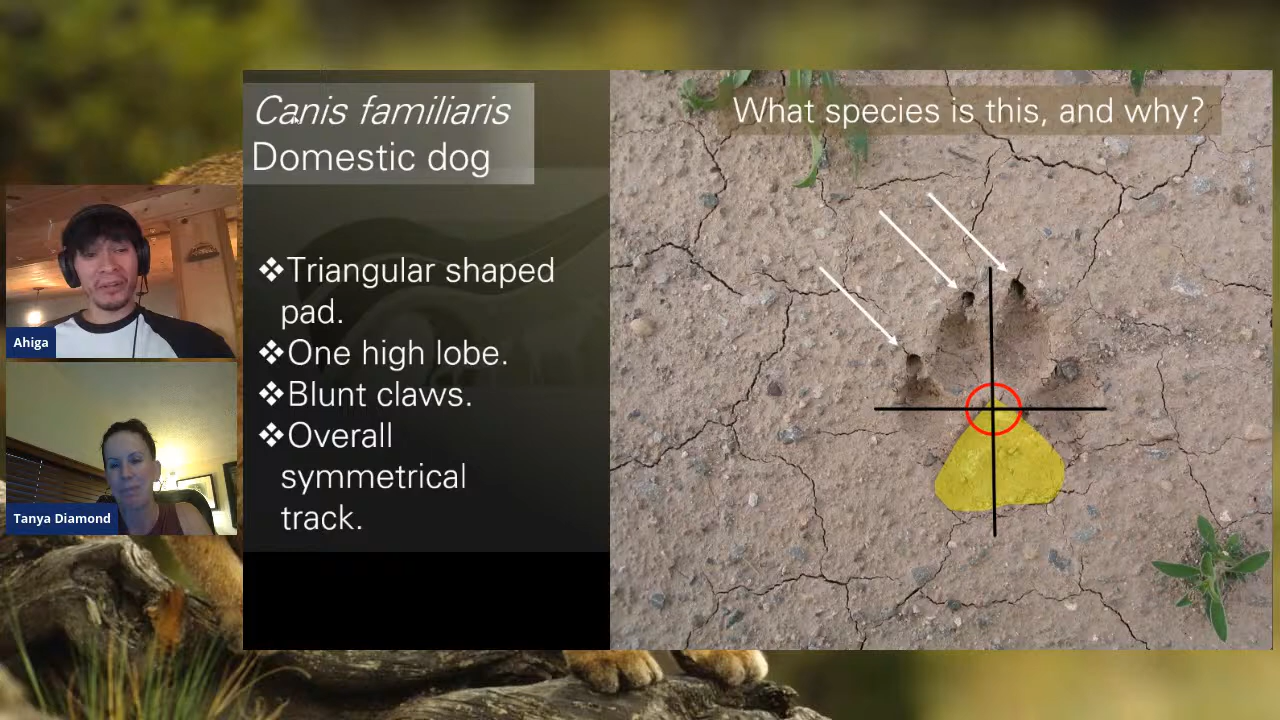 Canis familiaris
Domestic dog
What species is this, and why?
❖Triangular shaped
pad.
❖One high lobe.
❖Blunt claws.
❖Overall
symmetrical
track.
Ahiga
Tanya Diamond